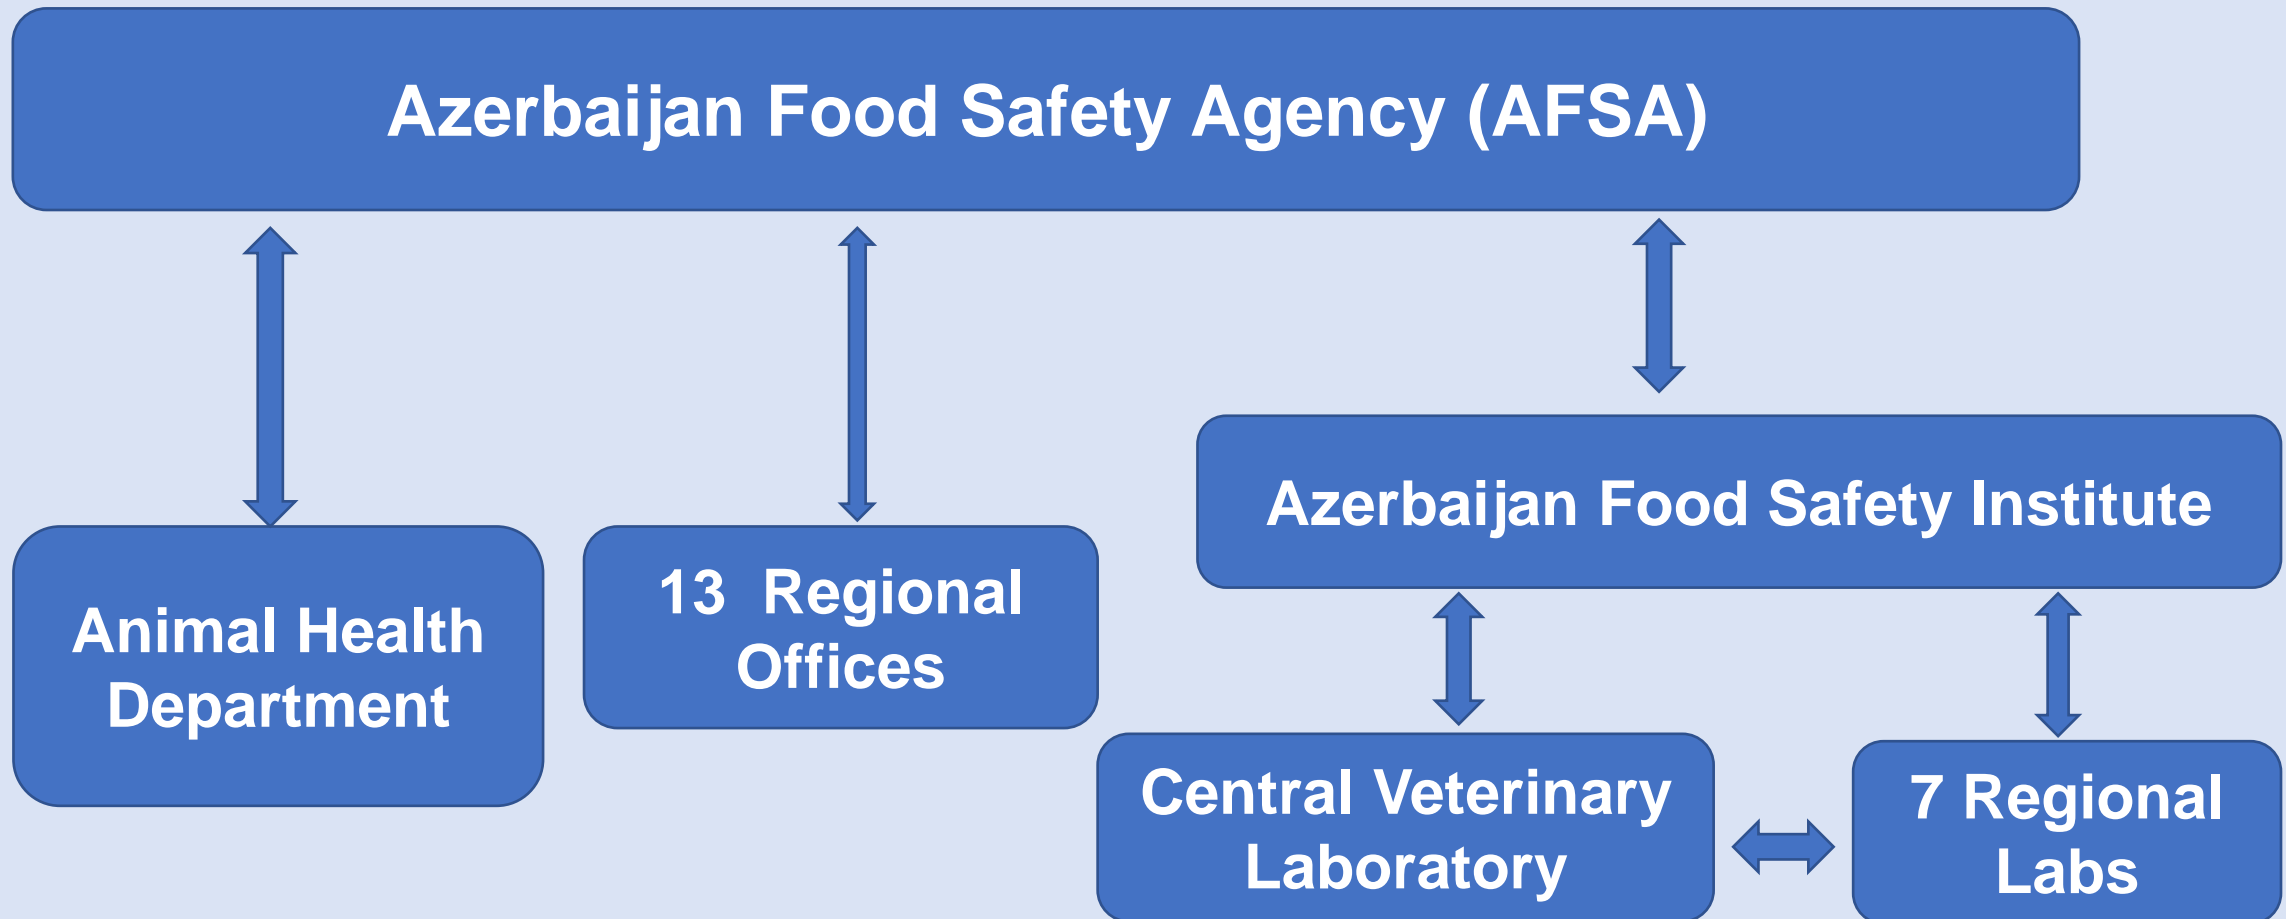 Azerbaijan Food Safety Agency (AFSA)
Azerbaijan Food Safety Institute
Animal Health
Department
13  Regional
Offices
Central Veterinary
Laboratory
7 Regional
Labs